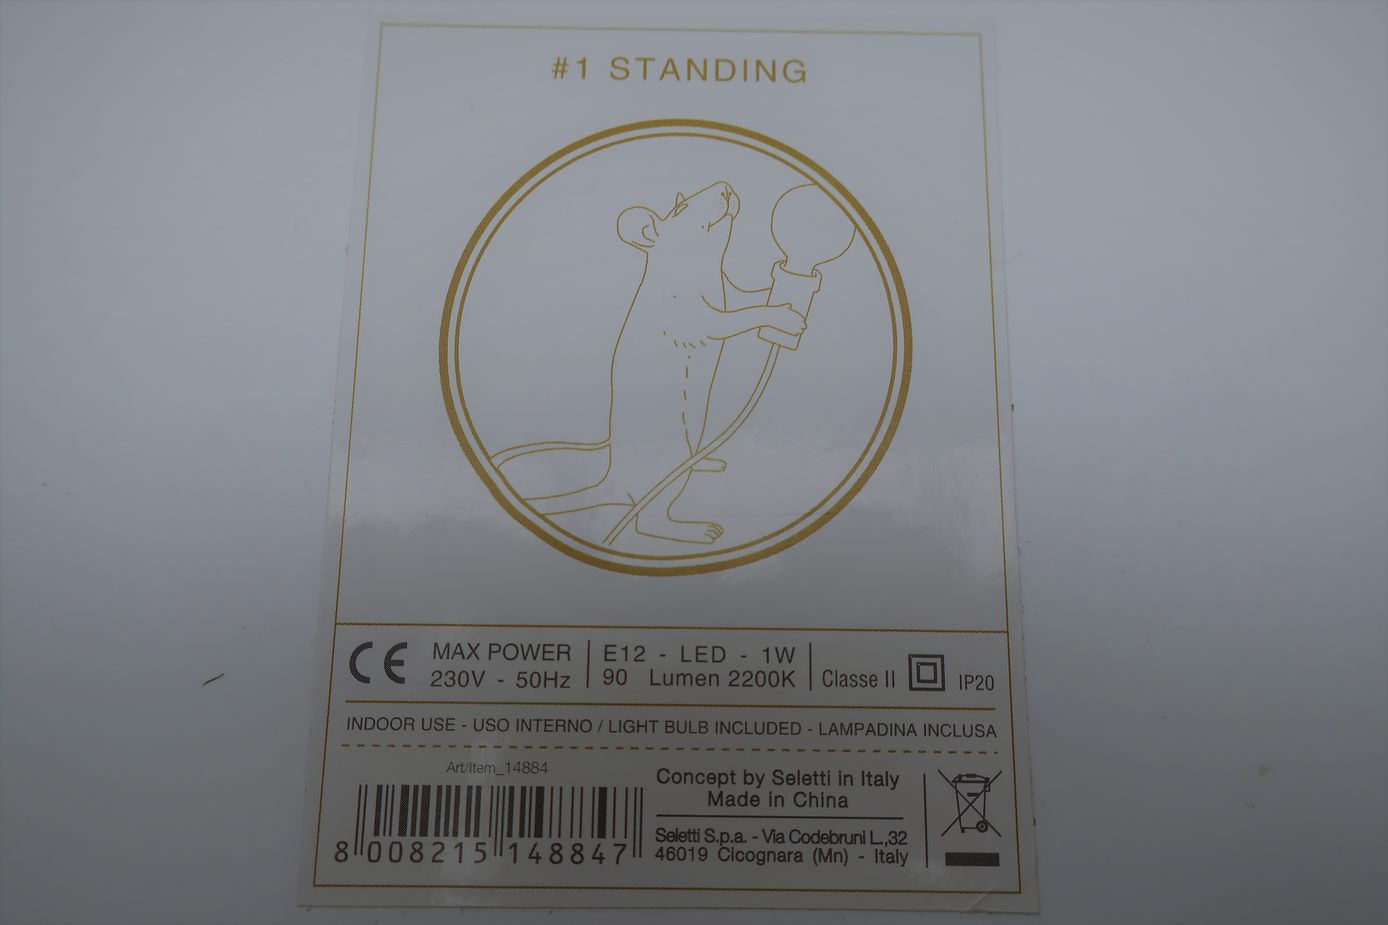 #1 STANDING
CE MAX POWER E12 - LED - 1W
230V - 50Hz 90 Lumen 2200K Classe II IP20
INDOOR USE - USO INTERNO / LIGHT BULB INCLUDED - LAMPADINA INCLUSA
Art/Item_14884
8 008215 148847
Concept by Seletti in Italy
Made in China
Seletti S.p.a. - Via Codebruni L.,32
46019 Cicognara (Mn) - Italy